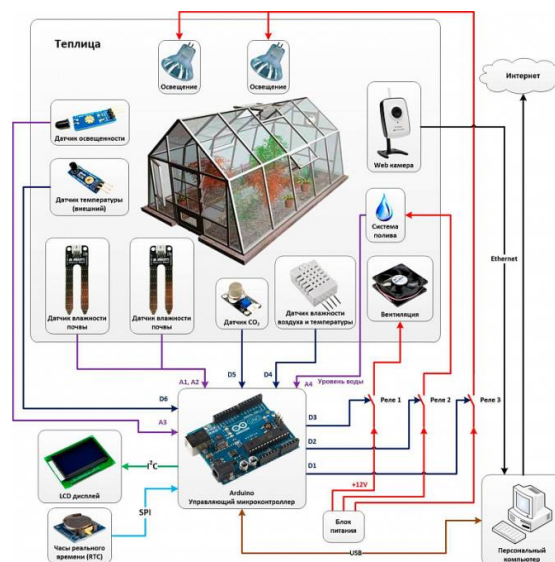 Теплица
Освещение
Освещение
Интернет
Датчик освещенности
Web камера
Датчик температуры
(внешний)
Система
полива
Ethernet
Датчик влажности
почвы
Датчик влажности
почвы
Датчик CO₂
Датчик влажности
воздуха и температуры
Вентиляция
A1, A2
D5
D4
A4
Уровень воды
D6
A3
D3
Реле 1
Реле 2
Реле 3
D2
D1
I²C
LCD дисплей
Arduino
Управляющий микроконтроллер
+12V
SPI
Блок
питания
Часы реального
времени (RTC)
USB
Персональный
компьютер